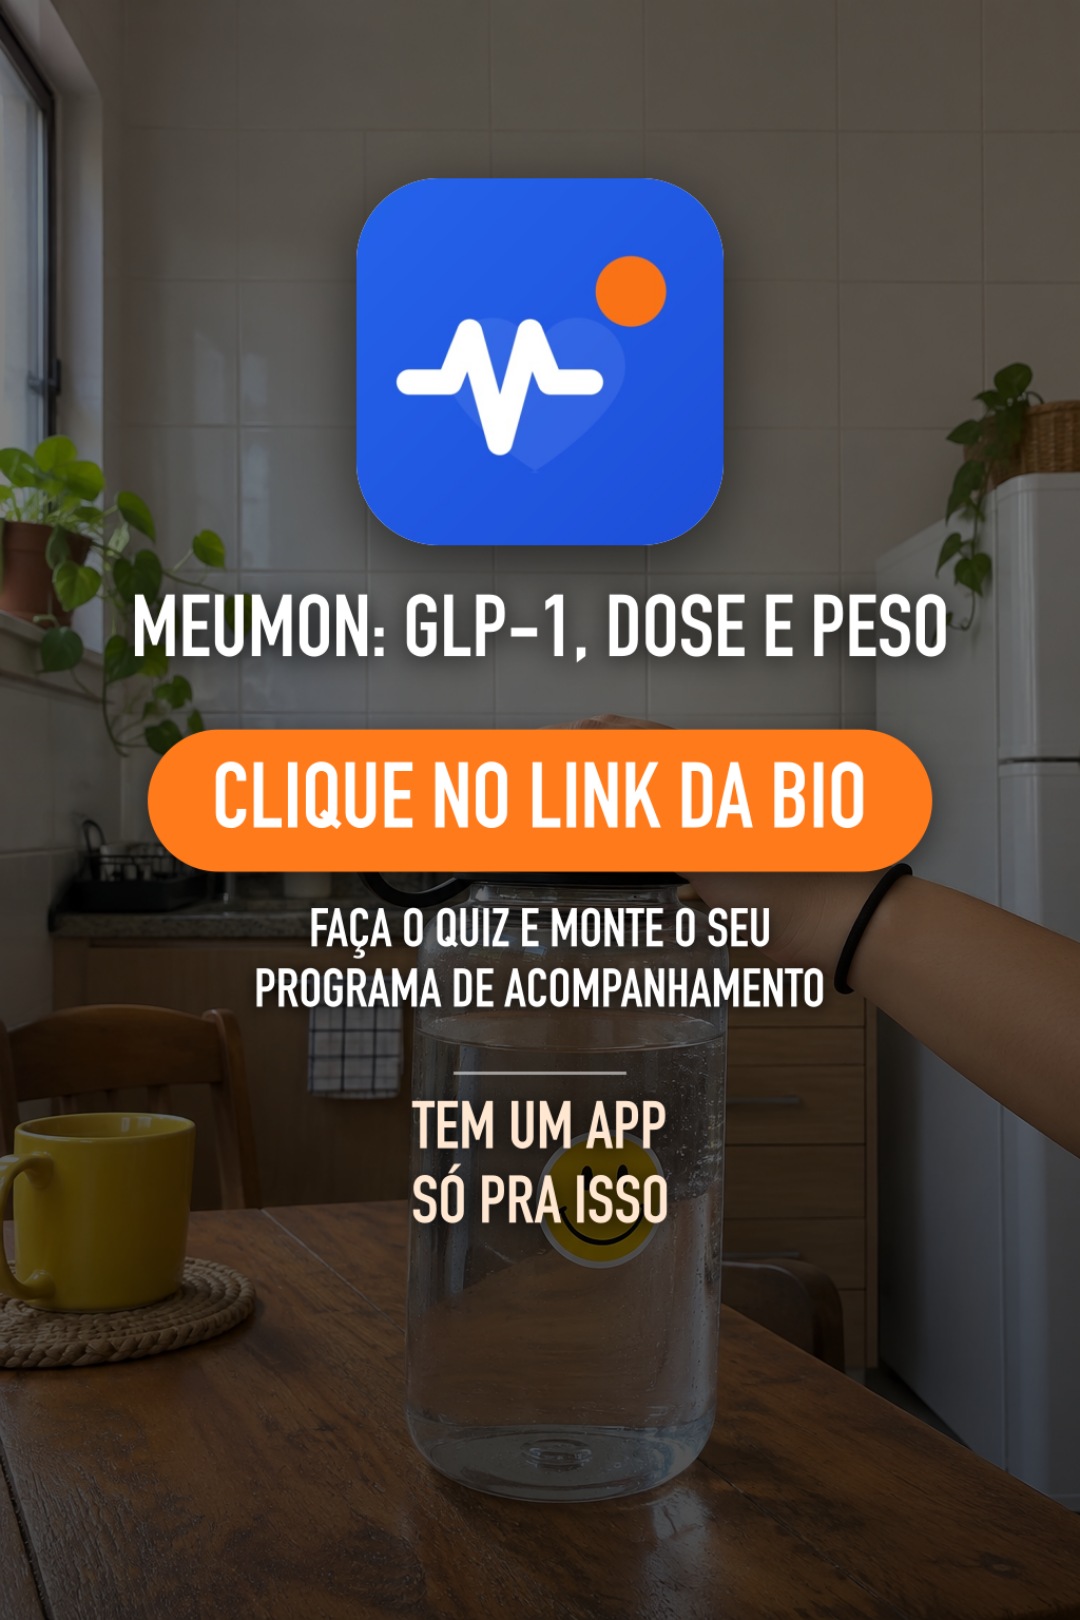 MEUMON: GLP-1, DOSE E PESO
CLIQUE NO LINK DA BIO
FAÇA O QUIZ E MONTE O SEU
PROGRAMA DE ACOMPANHAMENTO
TEM UM APP
SÓ PRA ISSO